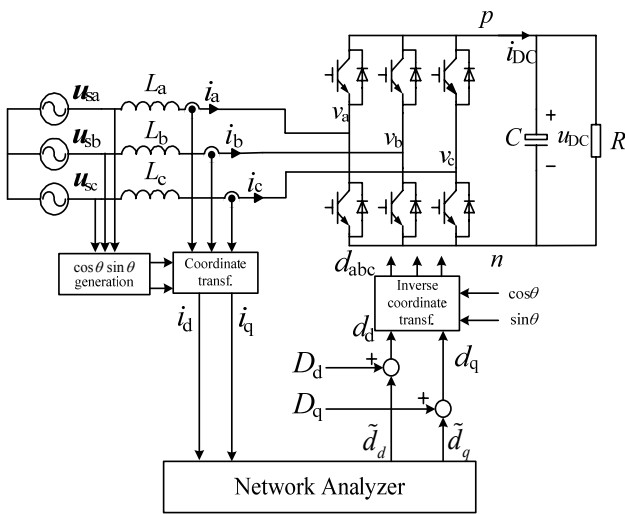 p
i_DC
u_sa L_a i_a
u_sb L_b i_b
u_sc L_c i_c
v_a
v_b
v_c
C + u_DC − R
n
cosθ sinθ
generation
Coordinate
transf.
d_abc
Inverse
coordinate
transf.
cosθ
sinθ
i_d i_q
d_d
d_q
D_d +
D_q +
d̃_d d̃_q
Network Analyzer